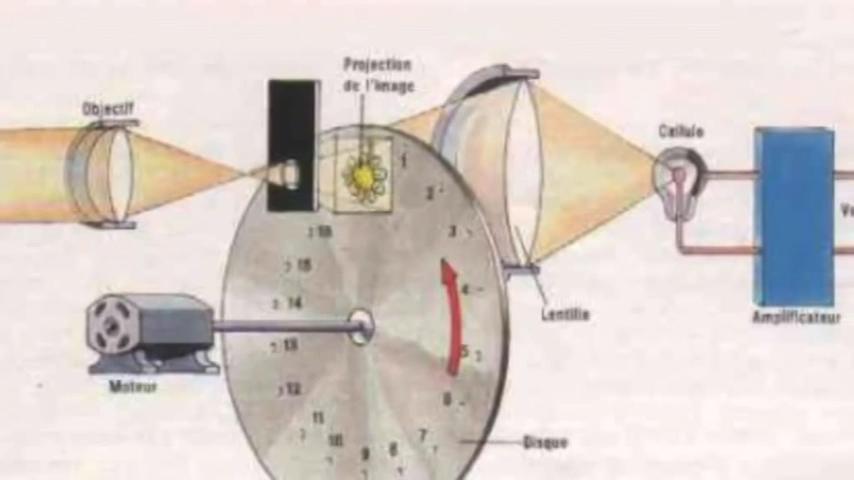 Projection
de l'image
Objectif
Cellule
1
2
3
4
5
6
7
8
9
10
11
12
13
14
15
16
Lentille
Amplificateur
Moteur
Disque